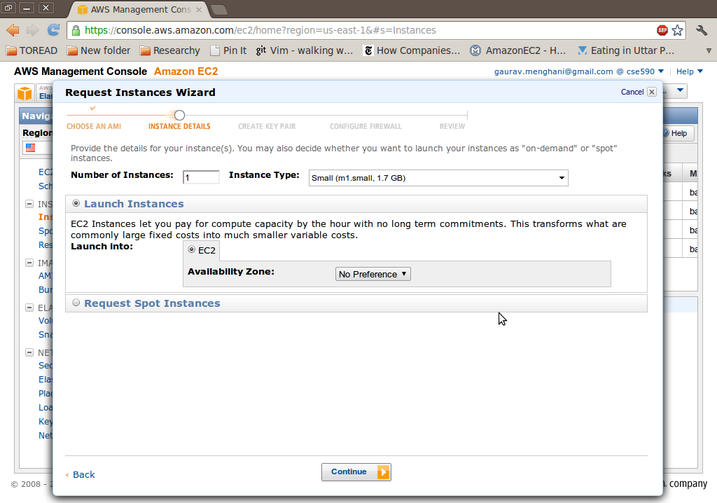 AWS Management Cons
https://console.aws.amazon.com/ec2/home?region=us-east-1&#s=Instances
TOREAD New folder Researchy Pin It Vim - walking w... How Companies... AmazonEC2 - H... Eating in Uttar P...
AWS Management Console Amazon EC2
gaurav.menghani@gmail.com @ cse590 Help
Request Instances Wizard
Cancel
CHOOSE AN AMI INSTANCE DETAILS CREATE KEY PAIR CONFIGURE FIREWALL REVIEW
Provide the details for your instance(s). You may also decide whether you want to launch your instances as "on-demand" or "spot"
instances.
Number of Instances: 1 Instance Type: Small (m1.small, 1.7 GB)
Launch Instances
EC2 Instances let you pay for compute capacity by the hour with no long term commitments. This transforms what are
commonly large fixed costs into much smaller variable costs.
Launch into:
EC2
Availability Zone: No Preference
Request Spot Instances
Back
Continue
Help
© 2008 -
company